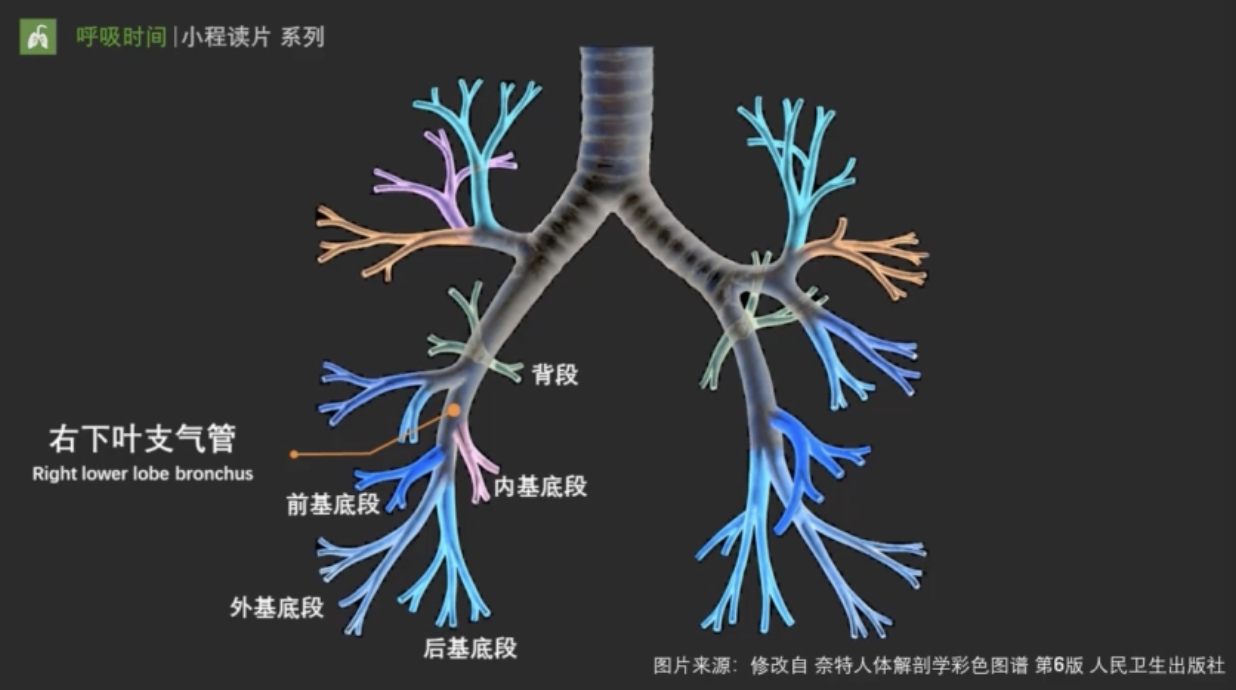 呼吸时间|小程读片 系列
背段
右下叶支气管
Right lower lobe bronchus
内基底段
前基底段
外基底段
后基底段
图片来源：修改自 奈特人体解剖学彩色图谱 第6版 人民卫生出版社